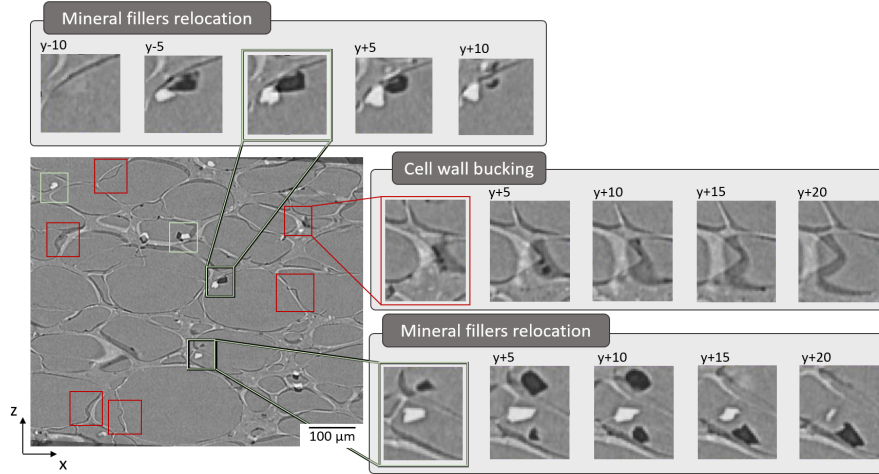 Mineral fillers relocation
y-10
y-5
y+5
y+10
Cell wall bucking
y+5
y+10
y+15
y+20
Mineral fillers relocation
y+5
y+10
y+15
y+20
z
x
100 µm